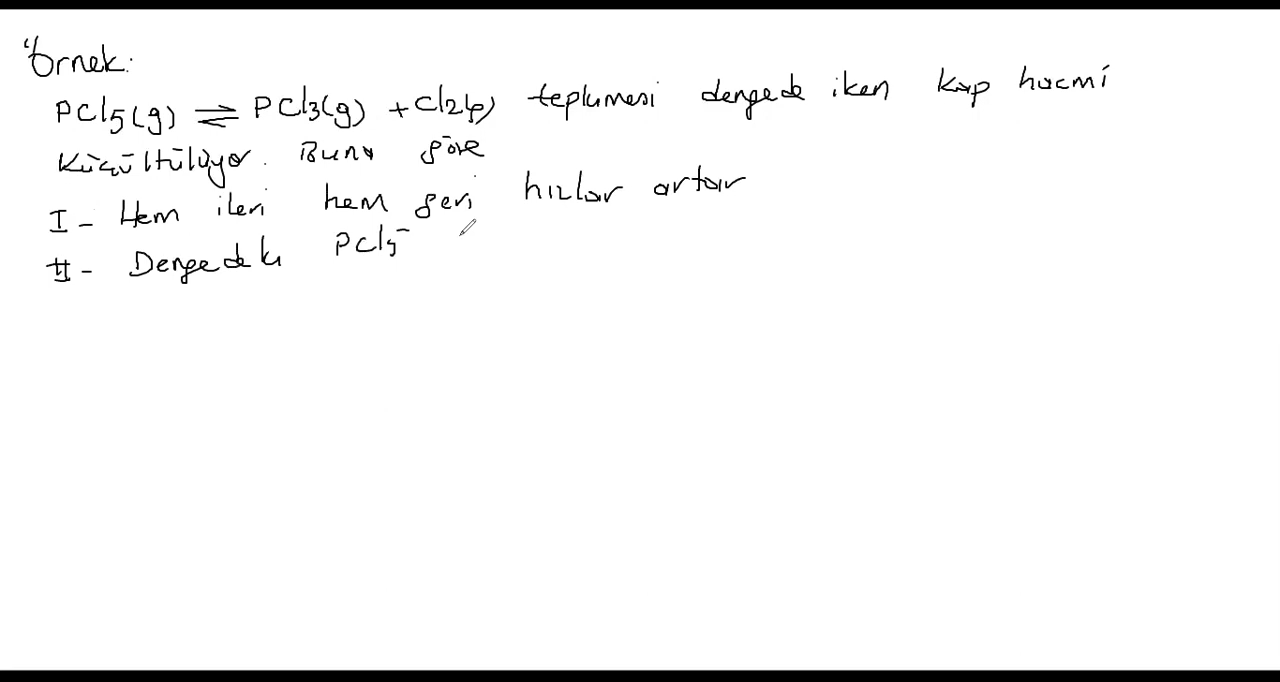 Örnek:
PCl5(g) ⇌ PCl3(g) + Cl2(g) tepkimesi dengede iken kap hacmi
Küçültülüyor. Buna göre
I - Hem ileri hem geri hızlar artar
II - Dengedeki PCl5